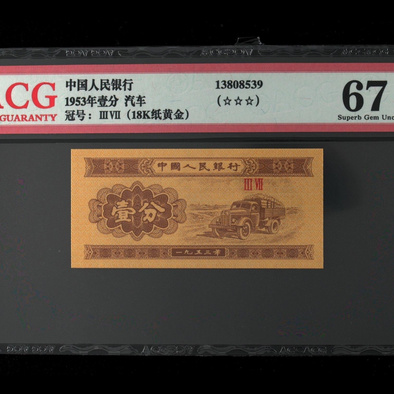 ACG
GUARANTY
中国人民银行
1953年壹分 汽车
冠号：ⅢⅦ（18K纸黄金）
13808539
（☆☆☆）
67
Superb Gem Unc
中國人民銀行
ⅢⅦ
壹分
一九五三年